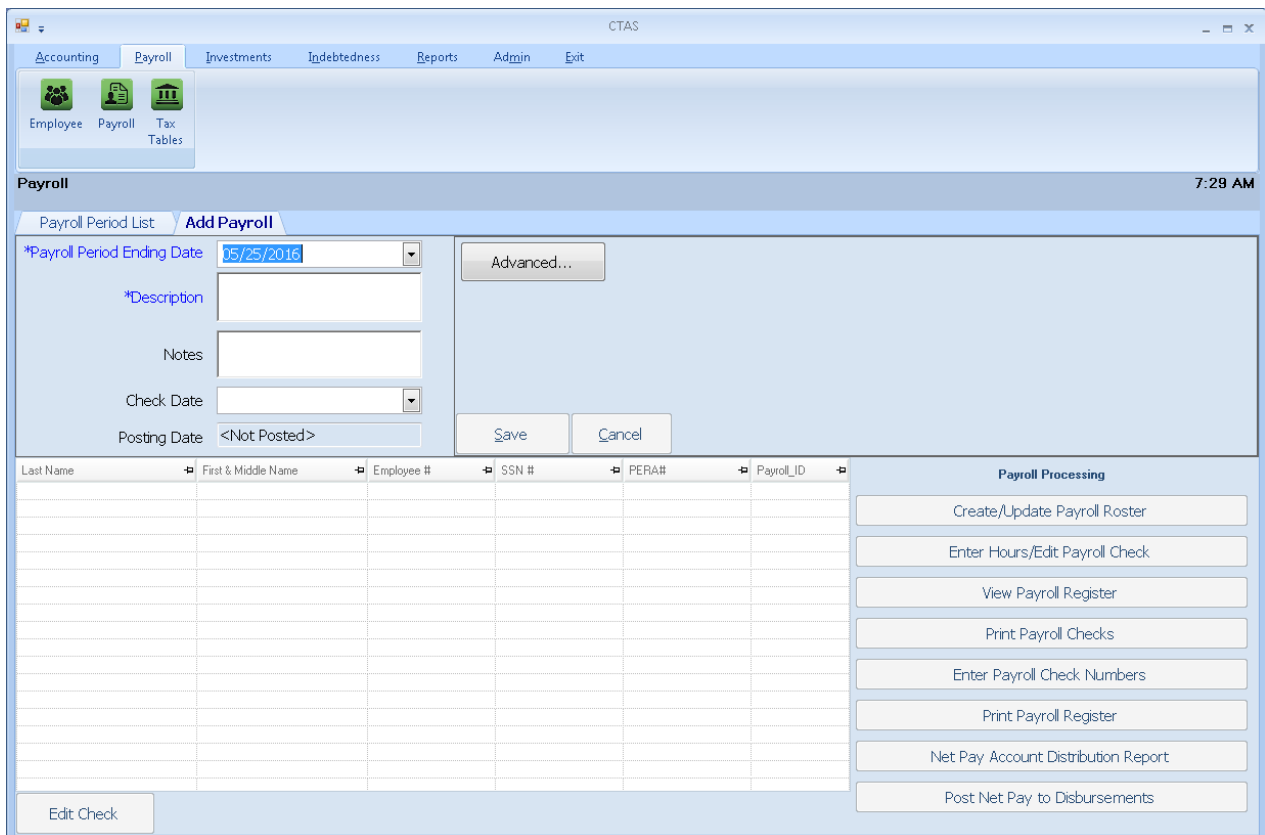 CTAS
Accounting Payroll Investments Indebtedness Reports Admin Exit
Employee Payroll Tax Tables
Payroll 7:29 AM
Payroll Period List Add Payroll
*Payroll Period Ending Date 05/25/2016 Advanced...
*Description
Notes
Check Date
Posting Date <Not Posted> Save Cancel
Last Name First & Middle Name Employee # SSN # PERA# Payroll_ID Payroll Processing
Create/Update Payroll Roster
Enter Hours/Edit Payroll Check
View Payroll Register
Print Payroll Checks
Enter Payroll Check Numbers
Print Payroll Register
Net Pay Account Distribution Report
Post Net Pay to Disbursements
Edit Check